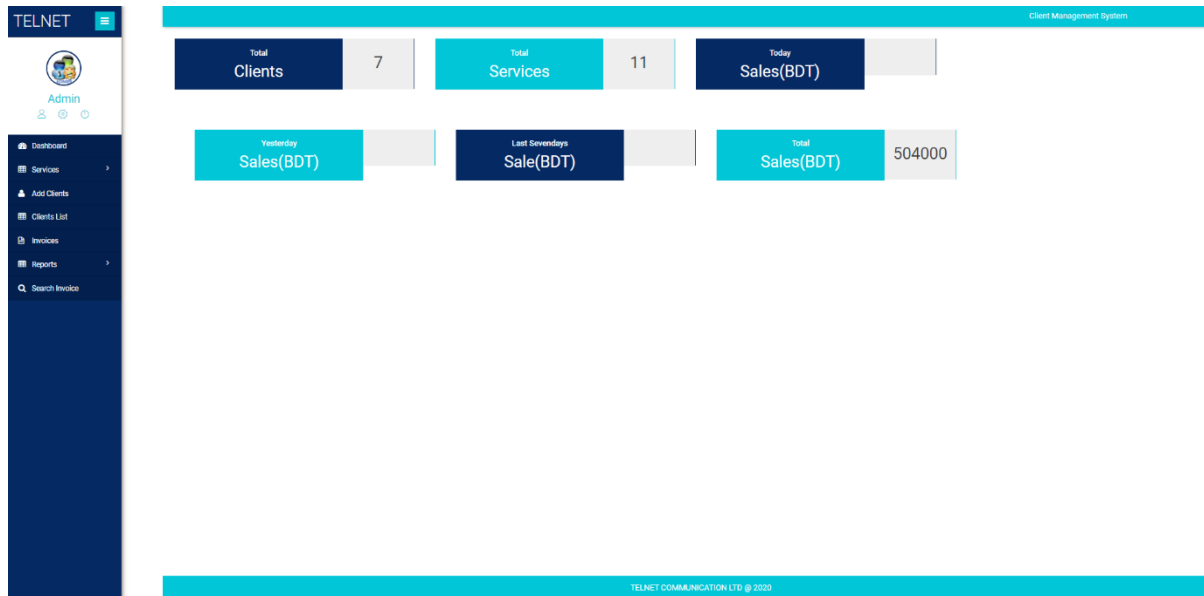 TELNET
Client Management System
Admin
Dashboard
Services
Add Clients
Clients List
Invoices
Reports
Search Invoice
Total
Clients
7
Total
Services
11
Today
Sales(BDT)
Yesterday
Sales(BDT)
Last Sevendays
Sale(BDT)
Total
Sales(BDT)
504000
TELNET COMMUNICATION LTD @ 2020